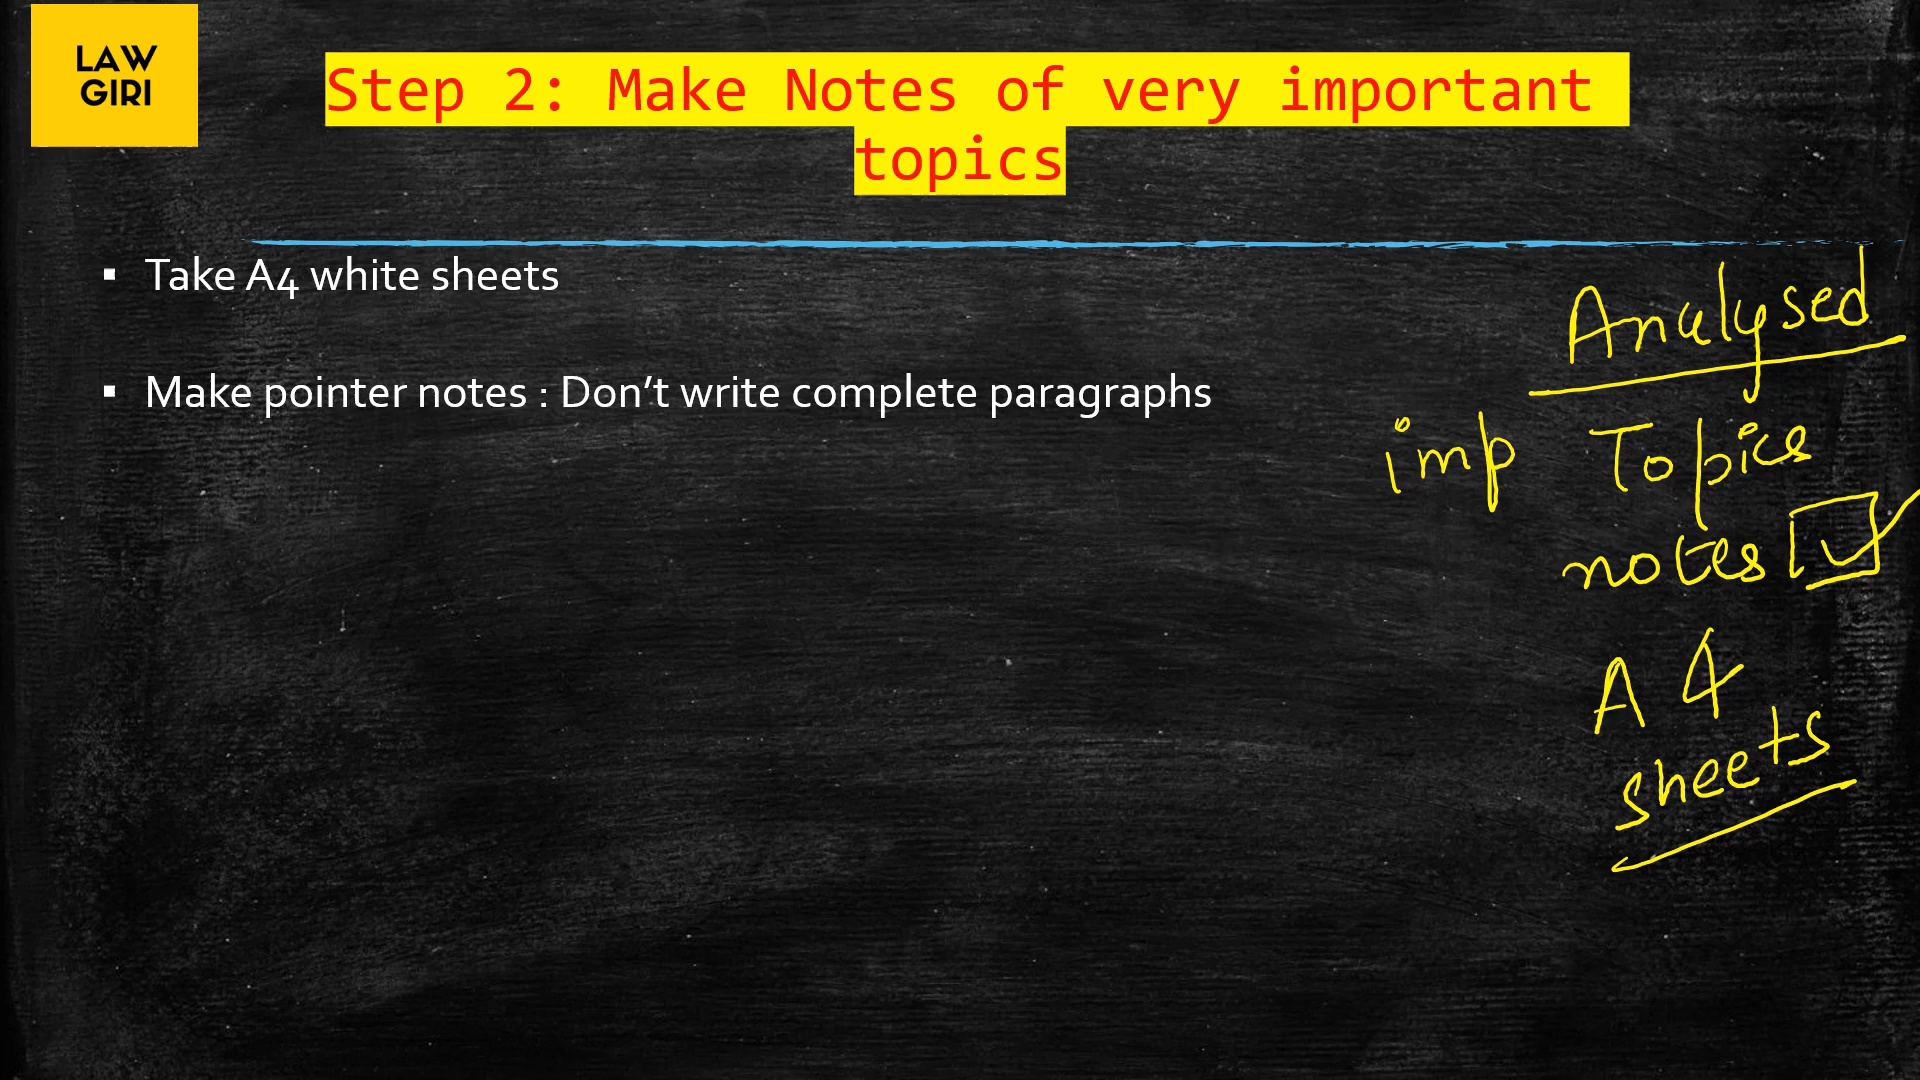 LAW
GIRI
Step 2: Make Notes of very important
topics
▪ Take A4 white sheets
▪ Make pointer notes : Don’t write complete paragraphs
Analysed
imp Topics
notes
A4
sheets